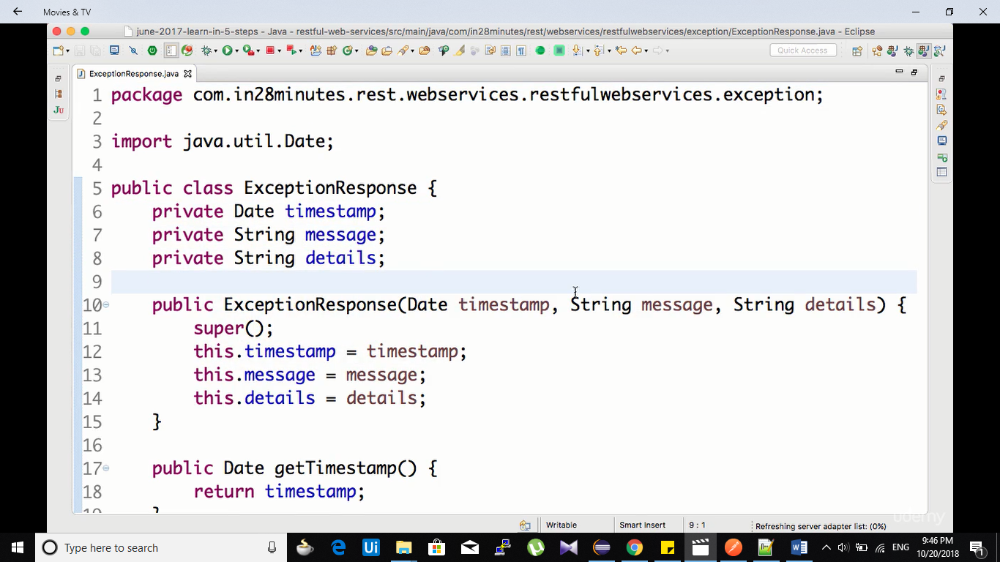 Movies & TV
june-2017-learn-in-5-steps - Java - restful-web-services/src/main/java/com/in28minutes/rest/webservices/restfulwebservices/exception/ExceptionResponse.java - Eclipse
Quick Access
ExceptionResponse.java
1 package com.in28minutes.rest.webservices.restfulwebservices.exception;
2
3 import java.util.Date;
4
5 public class ExceptionResponse {
6     private Date timestamp;
7     private String message;
8     private String details;
9
10     public ExceptionResponse(Date timestamp, String message, String details) {
11         super();
12         this.timestamp = timestamp;
13         this.message = message;
14         this.details = details;
15     }
16
17     public Date getTimestamp() {
18         return timestamp;
19     }
udemy
Writable Smart Insert 9 : 1 Refreshing server adapter list: (0%)
Type here to search
Ui
ENG
9:46 PM
10/20/2018
1